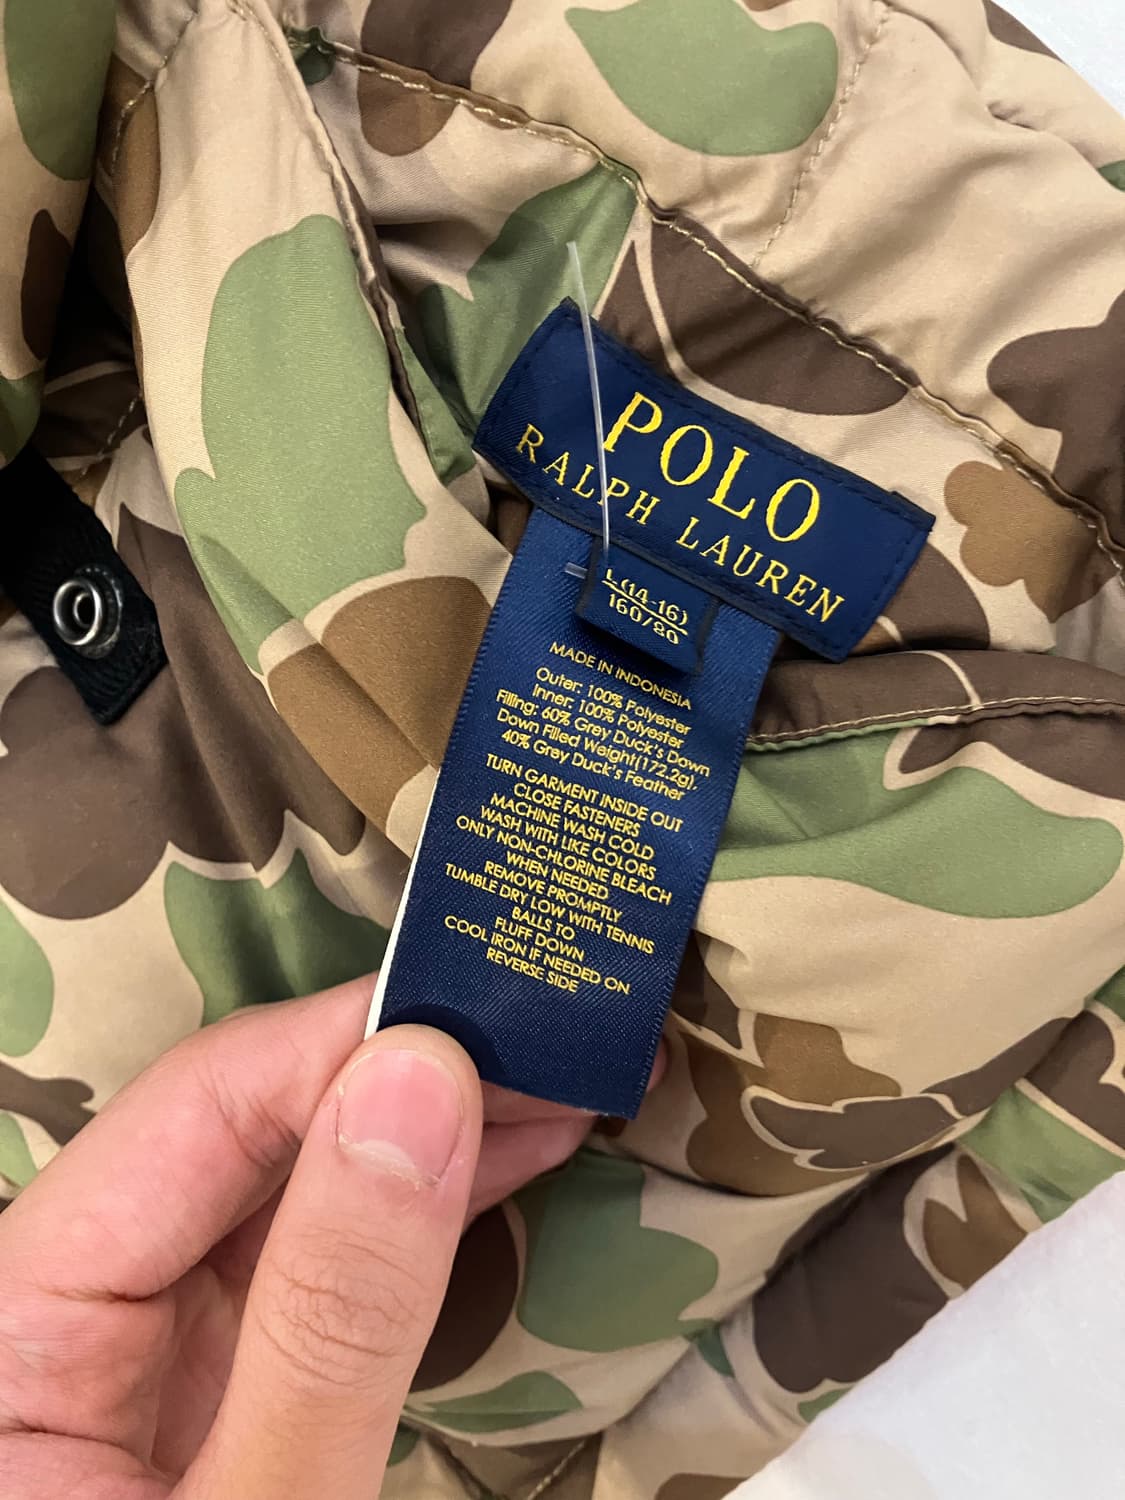 POLO
RALPH LAUREN
L(14-16)
160/80
MADE IN INDONESIA
Outer: 100% Polyester
Inner: 100% Polyester
Filling: 60% Grey Duck's Down
Down Filled Weight(172.2g),
40% Grey Duck's Feather
TURN GARMENT INSIDE OUT
CLOSE FASTENERS
MACHINE WASH COLD
WASH WITH LIKE COLORS
ONLY NON-CHLORINE BLEACH
WHEN NEEDED
REMOVE PROMPTLY
TUMBLE DRY LOW WITH TENNIS
BALLS TO
FLUFF DOWN
COOL IRON IF NEEDED ON
REVERSE SIDE